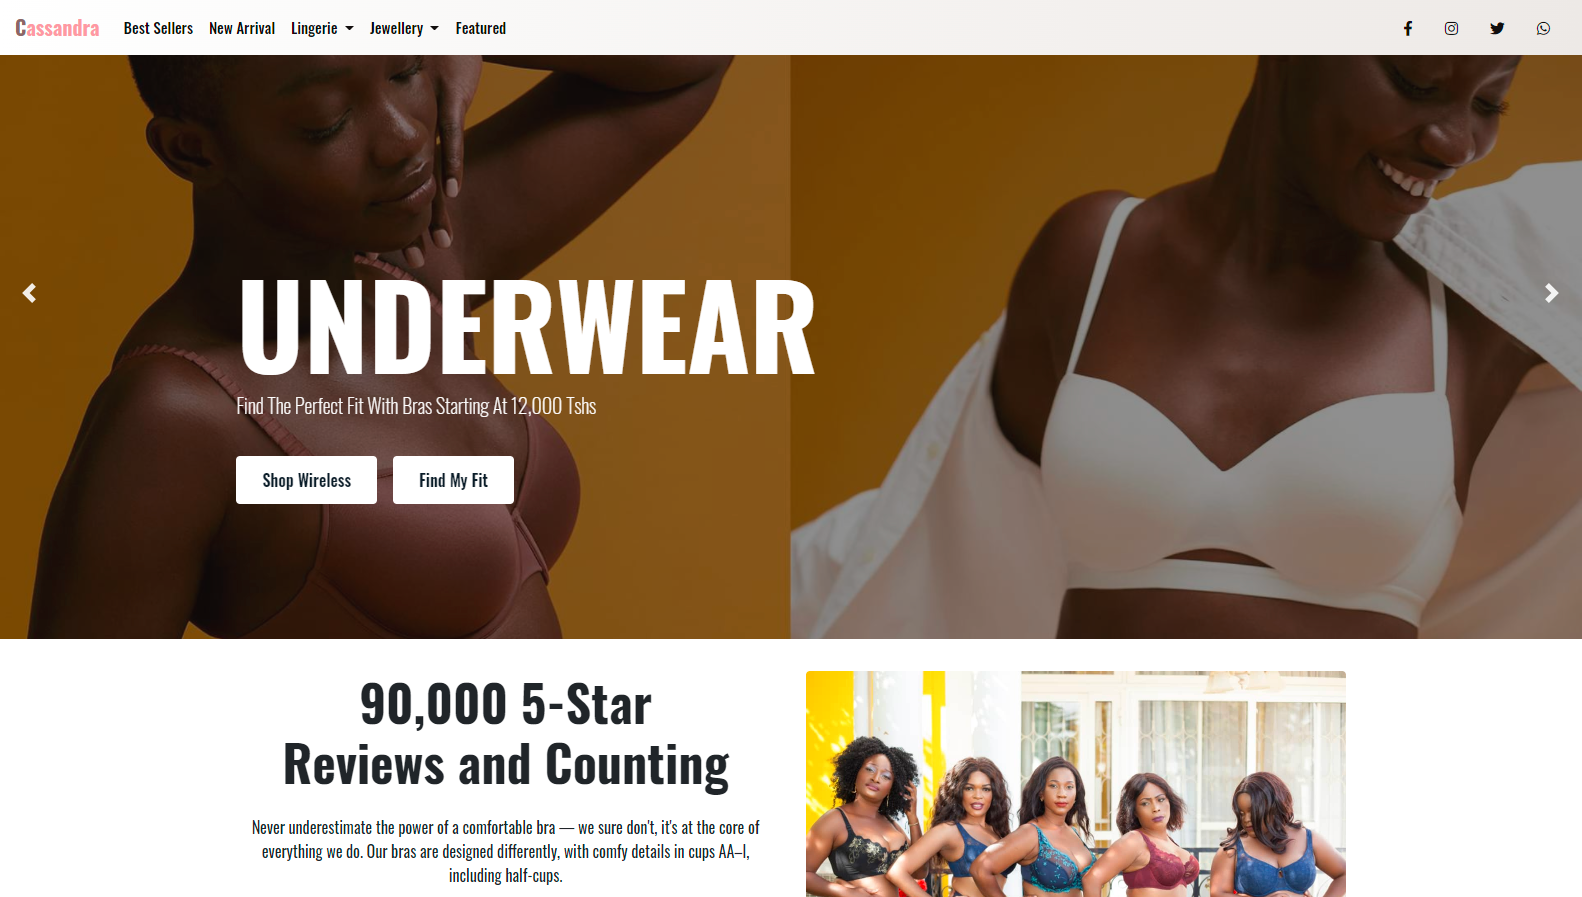 Cassandra Best Sellers New Arrival Lingerie Jewellery Featured
UNDERWEAR
Find The Perfect Fit With Bras Starting At 12,000 Tshs
Shop Wireless Find My Fit
90,000 5-Star
Reviews and Counting
Never underestimate the power of a comfortable bra — we sure don't, it's at the core of
everything we do. Our bras are designed differently, with comfy details in cups AA–I,
including half-cups.